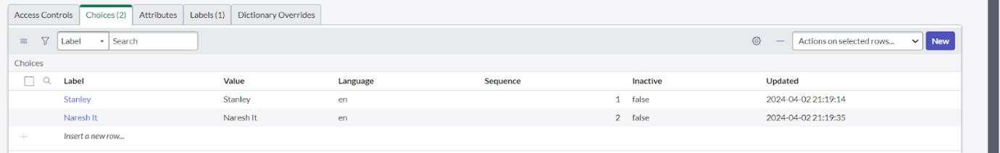 Access Controls Choices (2) Attributes Labels (1) Dictionary Overrides
Label Search Actions on selected rows... New
Choices
Label Value Language Sequence Inactive Updated
Stanley Stanley en 1 false 2024-04-02 21:19:14
Naresh It Naresh It en 2 false 2024-04-02 21:19:35
Insert a new row...